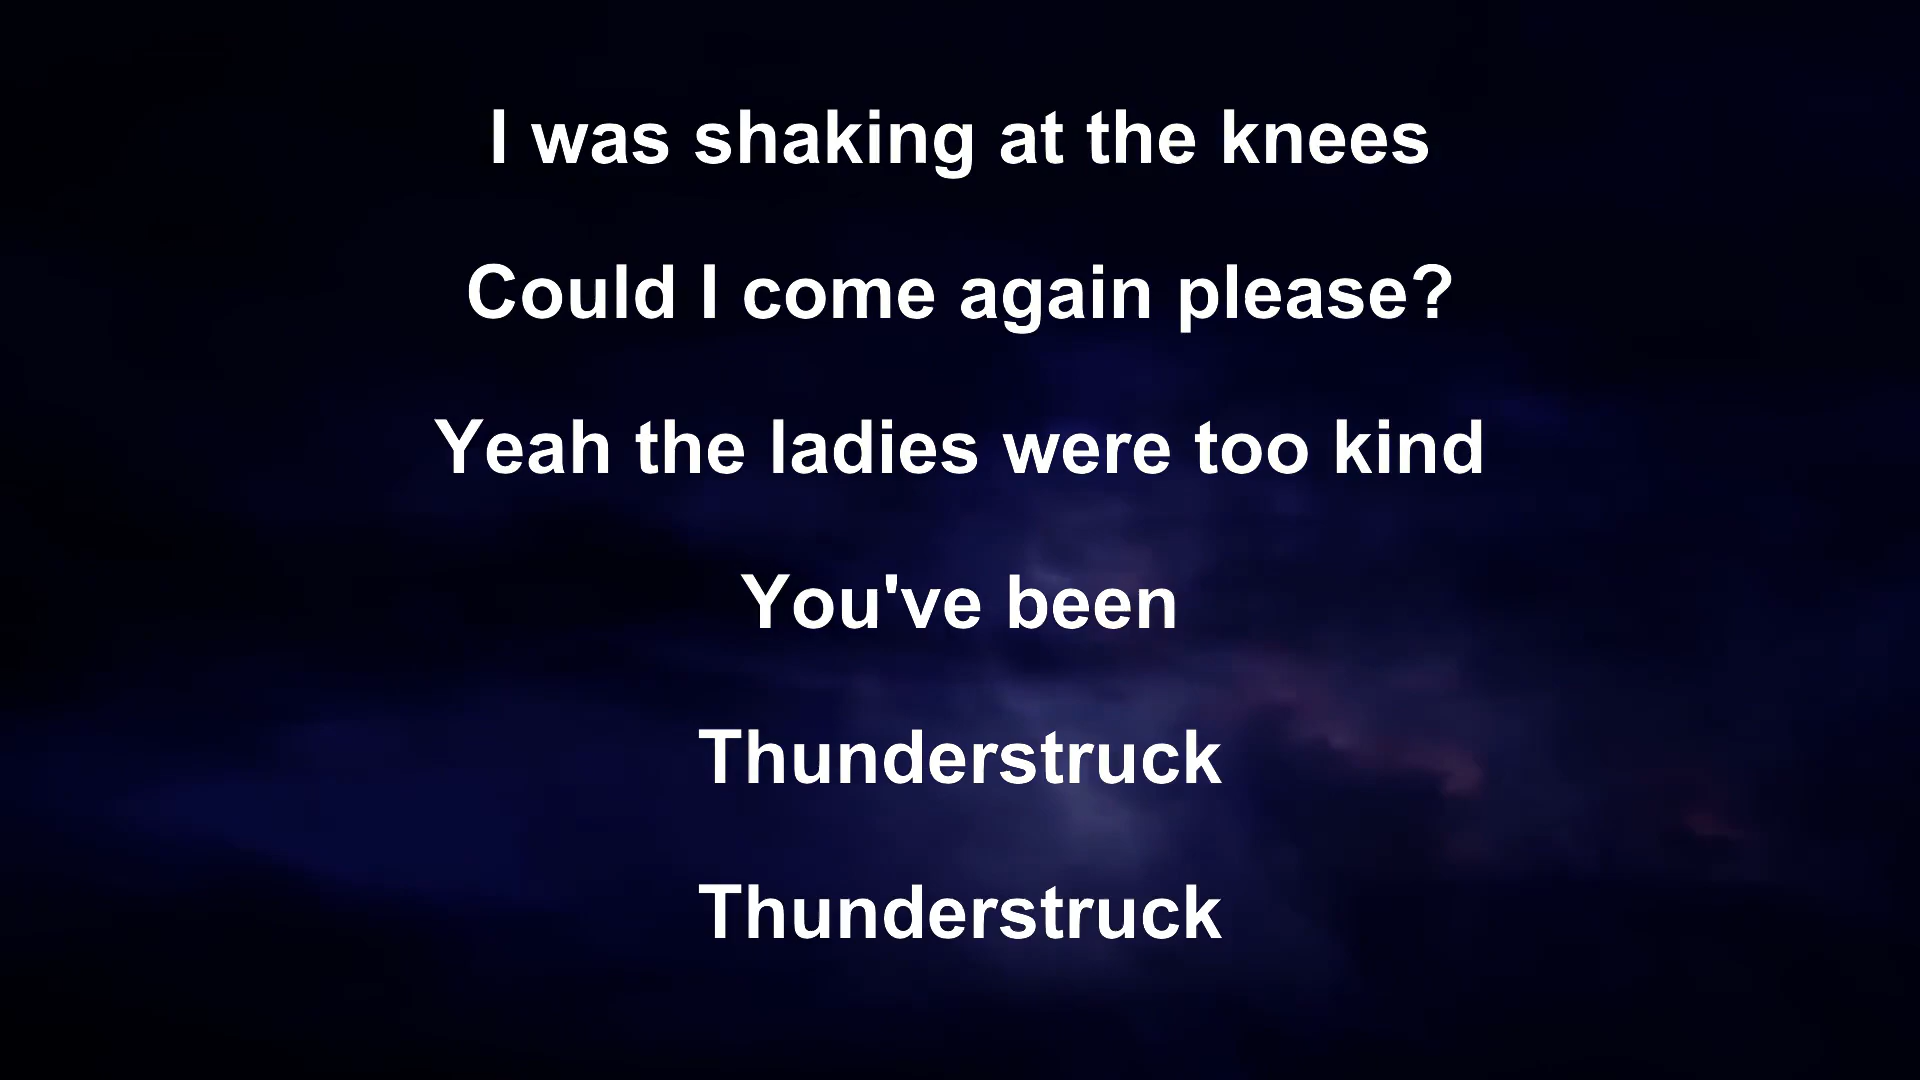 I was shaking at the knees
Could I come again please?
Yeah the ladies were too kind
You've been
Thunderstruck
Thunderstruck